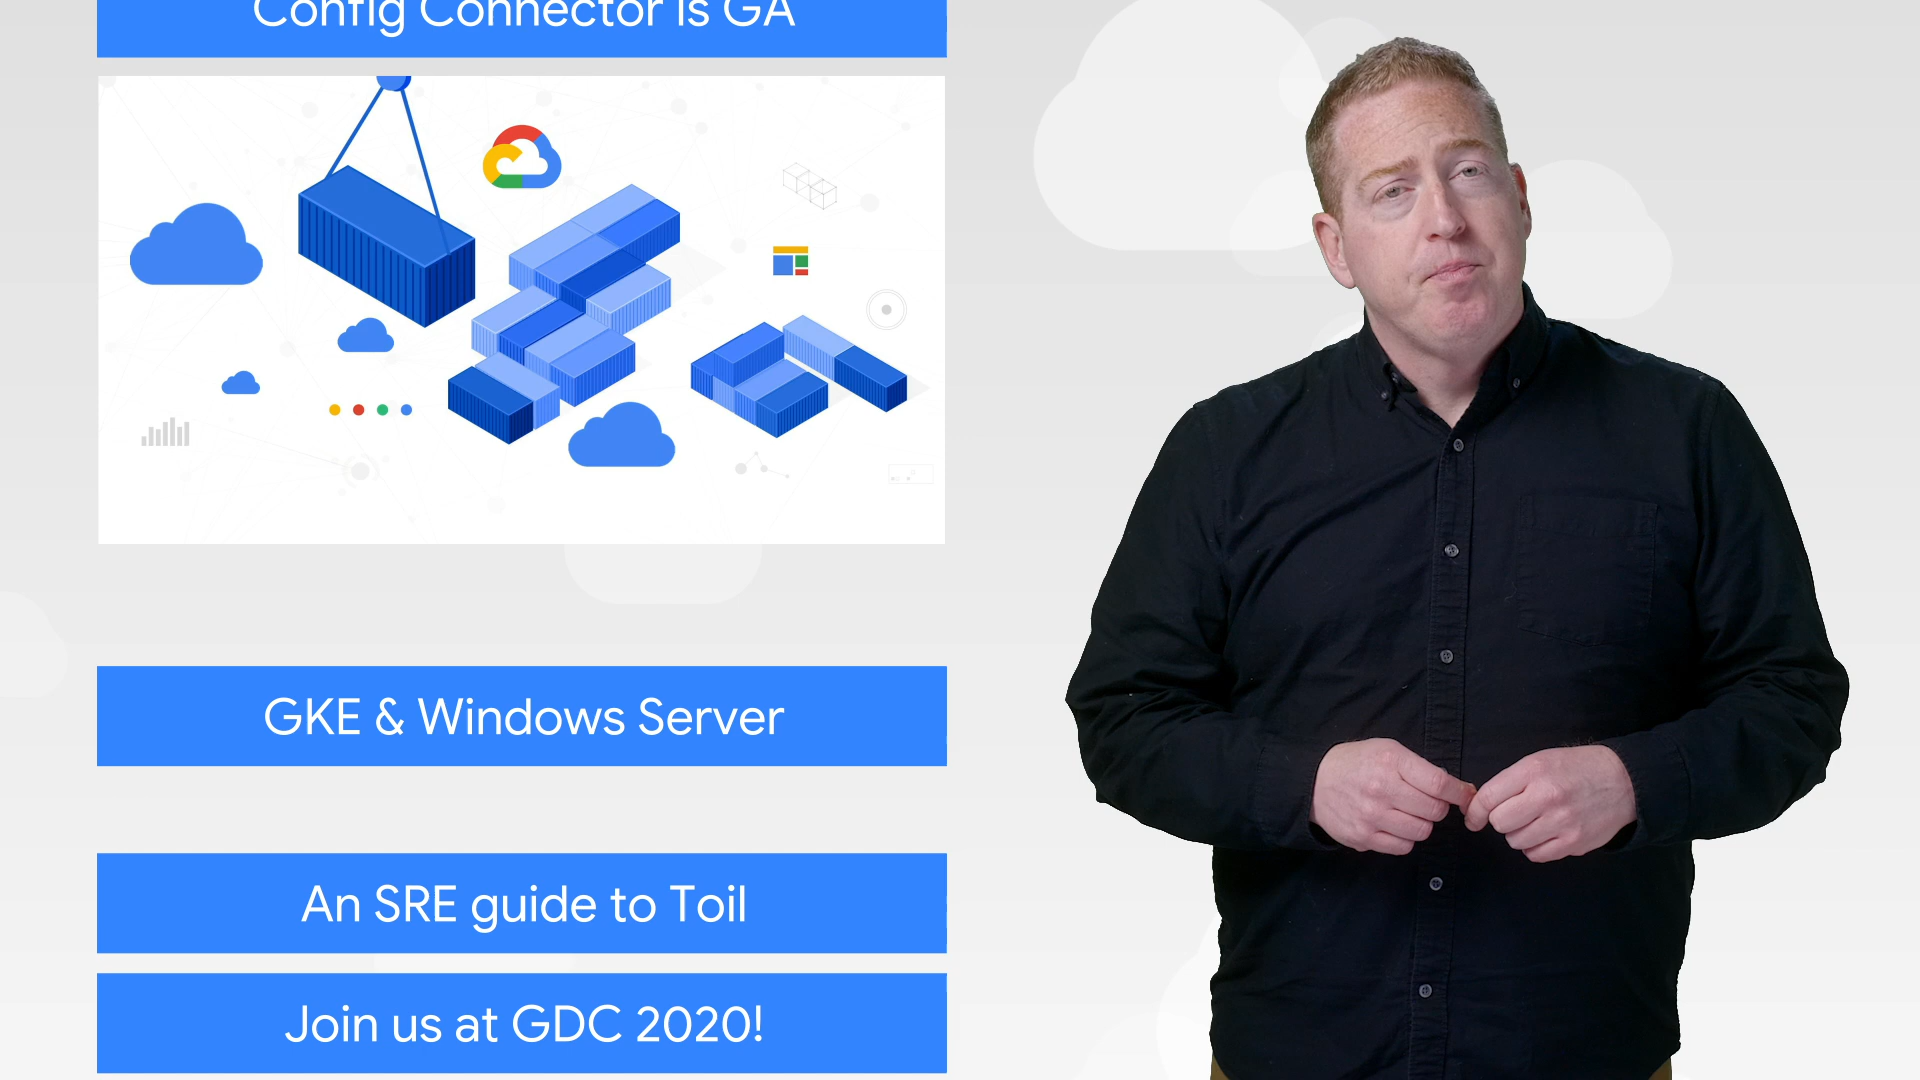 Config Connector is GA
GKE & Windows Server
An SRE guide to Toil
Join us at GDC 2020!